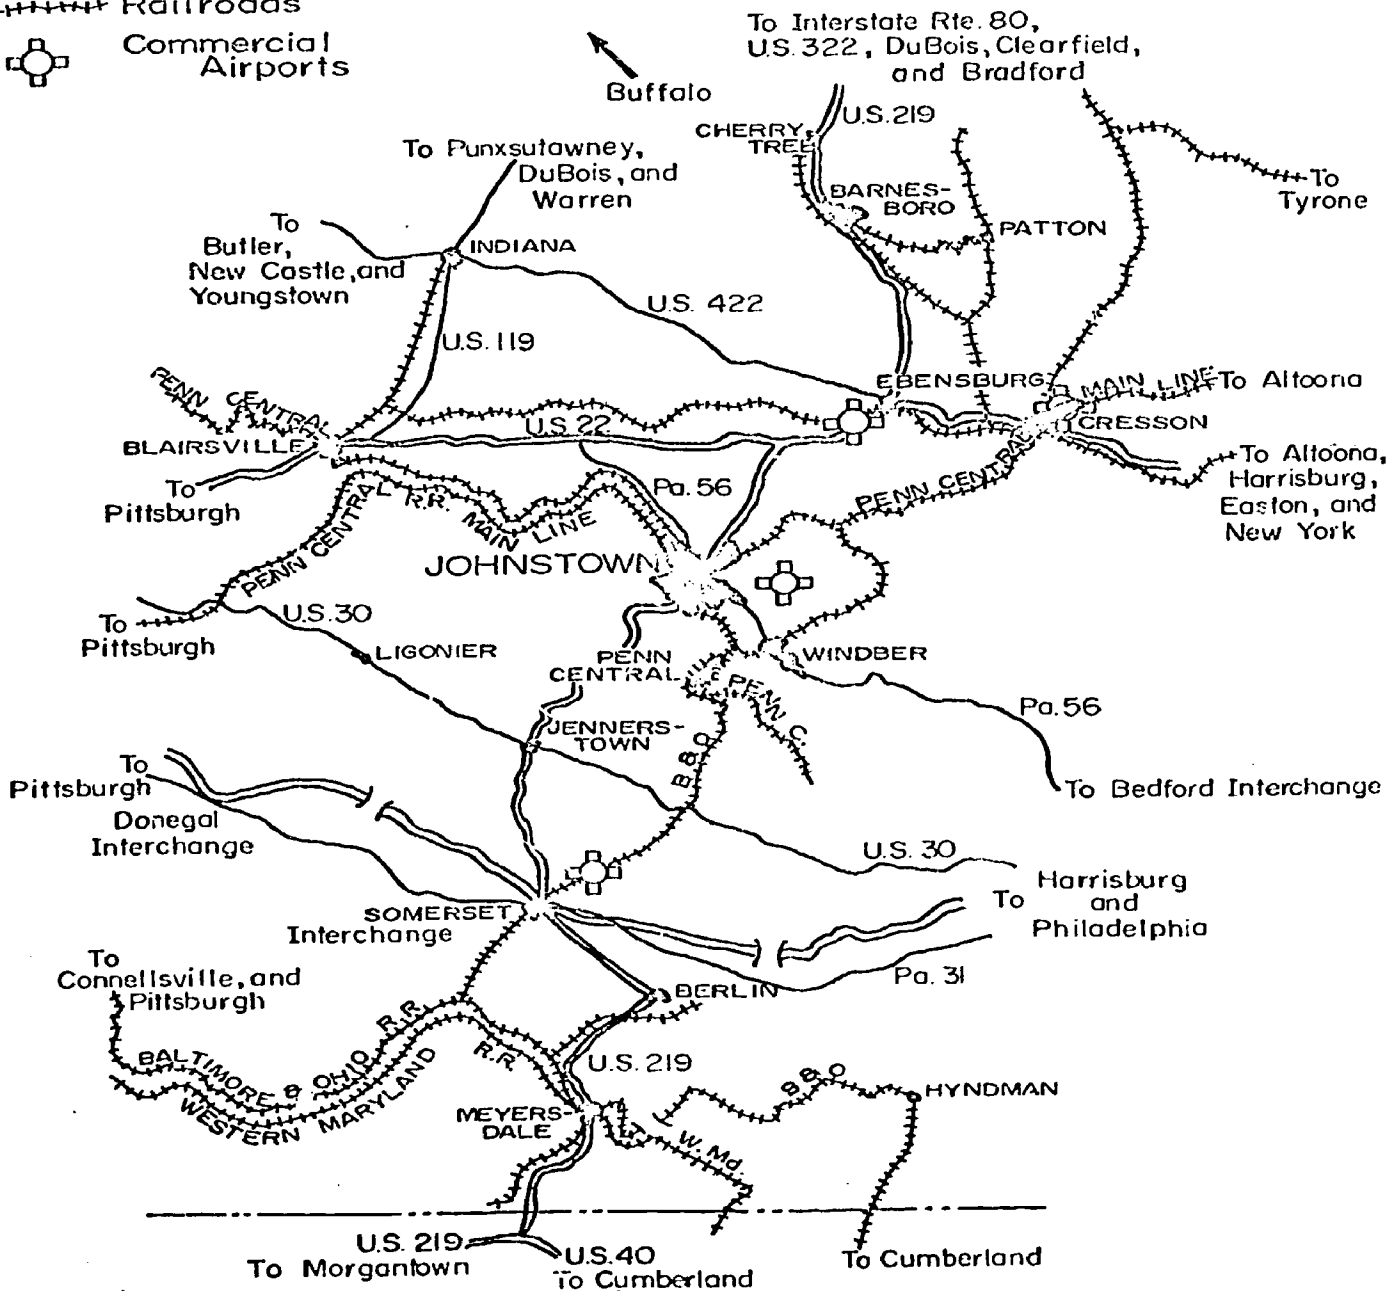 Railroads
Commercial
Airports
Buffalo
To Interstate Rte. 80,
U.S. 322, DuBois, Clearfield,
and Bradford
U.S. 219
CHERRY
TREE
To Punxsutawney,
DuBois, and
Warren
BARNES-
BORO
PATTON
To
Tyrone
To
Butler,
New Castle, and
Youngstown
INDIANA
U.S. 422
U.S. 119
PENN CENTRAL
EBENSBURG
MAIN LINE
To Altoona
U.S. 22
CRESSON
BLAIRSVILLE
To
Pittsburgh
Pa. 56
PENN CENTRAL
To Altoona,
Harrisburg,
Easton, and
New York
PENN CENTRAL R.R. MAIN LINE
JOHNSTOWN
U.S. 30
To
Pittsburgh
LIGONIER
PENN
CENTRAL
WINDBER
PENN C.
Pa. 56
JENNERS-
TOWN
B & O
To
Pittsburgh
To Bedford Interchange
Donegal
Interchange
U.S. 30
SOMERSET
Interchange
To
Harrisburg
and
Philadelphia
Pa. 31
To
Connellsville, and
Pittsburgh
BERLIN
BALTIMORE & OHIO R.R.
WESTERN MARYLAND R.R.
U.S. 219
B & O
HYNDMAN
MEYERS-
DALE
W. Md.
U.S. 219
To Morgantown
U.S. 40
To Cumberland
To Cumberland